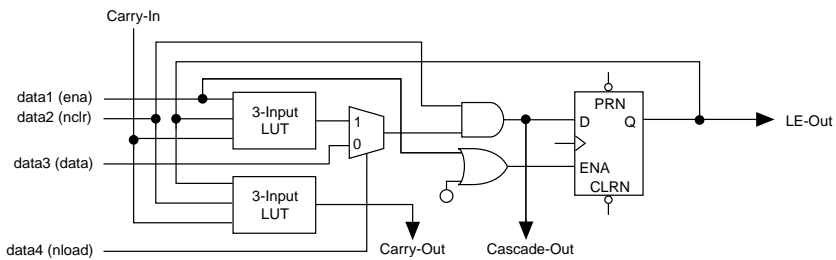 Carry-In
data1 (ena)
data2 (nclr)
3-Input
LUT
1
0
PRN
D
Q
LE-Out
data3 (data)
ENA
CLRN
3-Input
LUT
data4 (nload)
Carry-Out
Cascade-Out